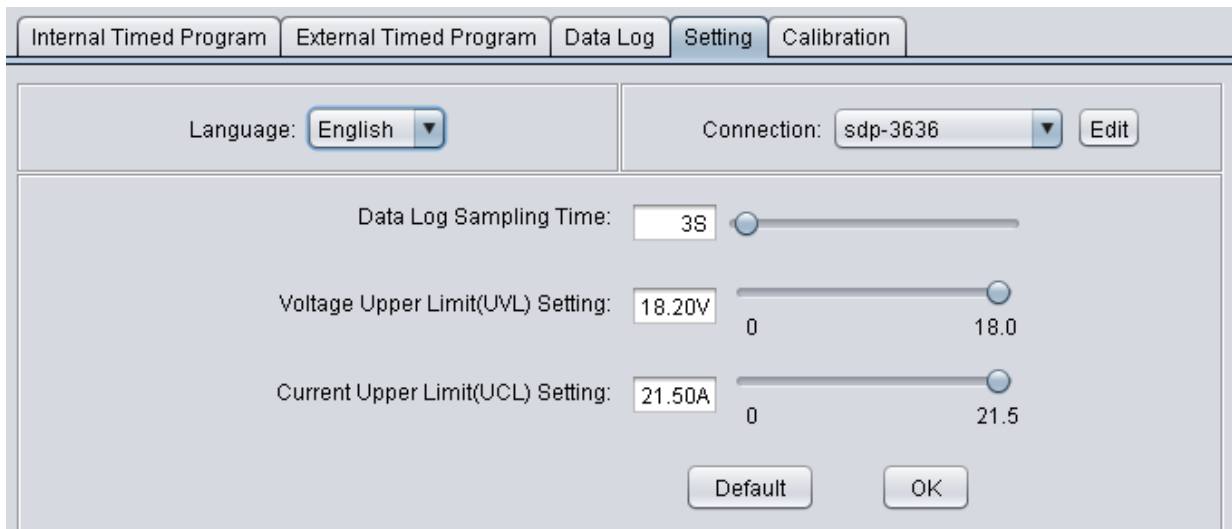 Internal Timed Program External Timed Program Data Log Setting Calibration
Language: English Connection: sdp-3636 Edit
Data Log Sampling Time: 3S
Voltage Upper Limit(UVL) Setting: 18.20V
0 18.0
Current Upper Limit(UCL) Setting: 21.50A
0 21.5
Default OK